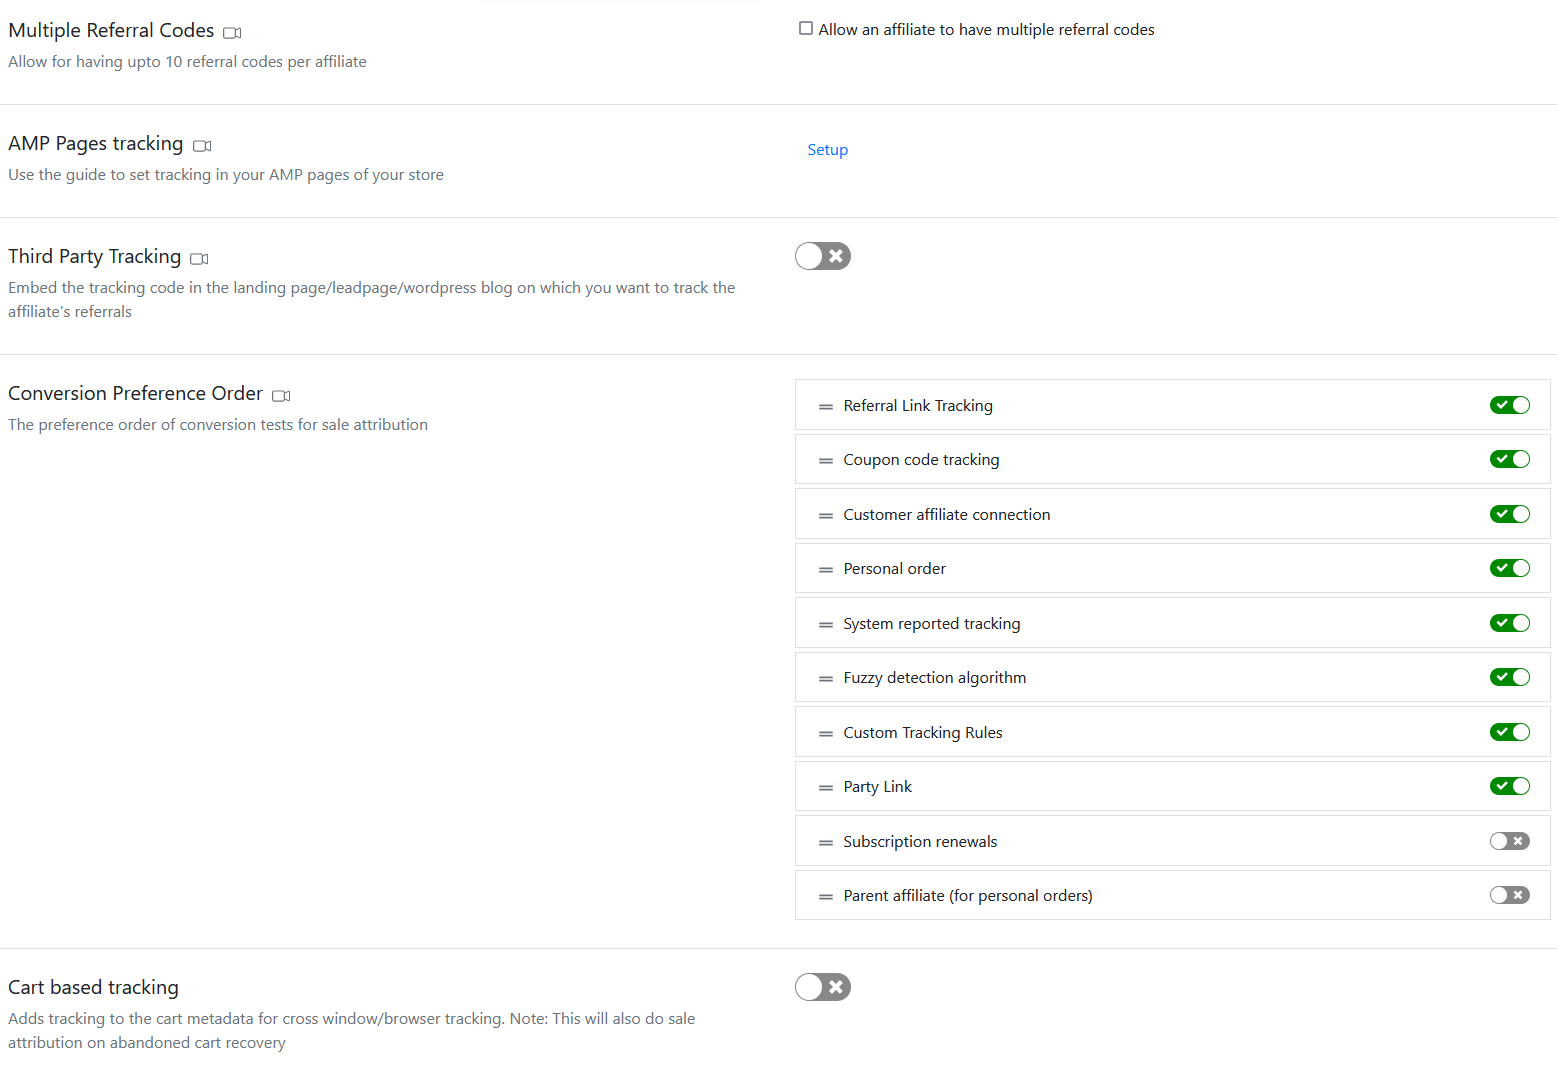 Multiple Referral Codes
Allow for having upto 10 referral codes per affiliate
Allow an affiliate to have multiple referral codes
AMP Pages tracking
Use the guide to set tracking in your AMP pages of your store
Setup
Third Party Tracking
Embed the tracking code in the landing page/leadpage/wordpress blog on which you want to track the
affiliate's referrals
Conversion Preference Order
The preference order of conversion tests for sale attribution
Referral Link Tracking
Coupon code tracking
Customer affiliate connection
Personal order
System reported tracking
Fuzzy detection algorithm
Custom Tracking Rules
Party Link
Subscription renewals
Parent affiliate (for personal orders)
Cart based tracking
Adds tracking to the cart metadata for cross window/browser tracking. Note: This will also do sale
attribution on abandoned cart recovery